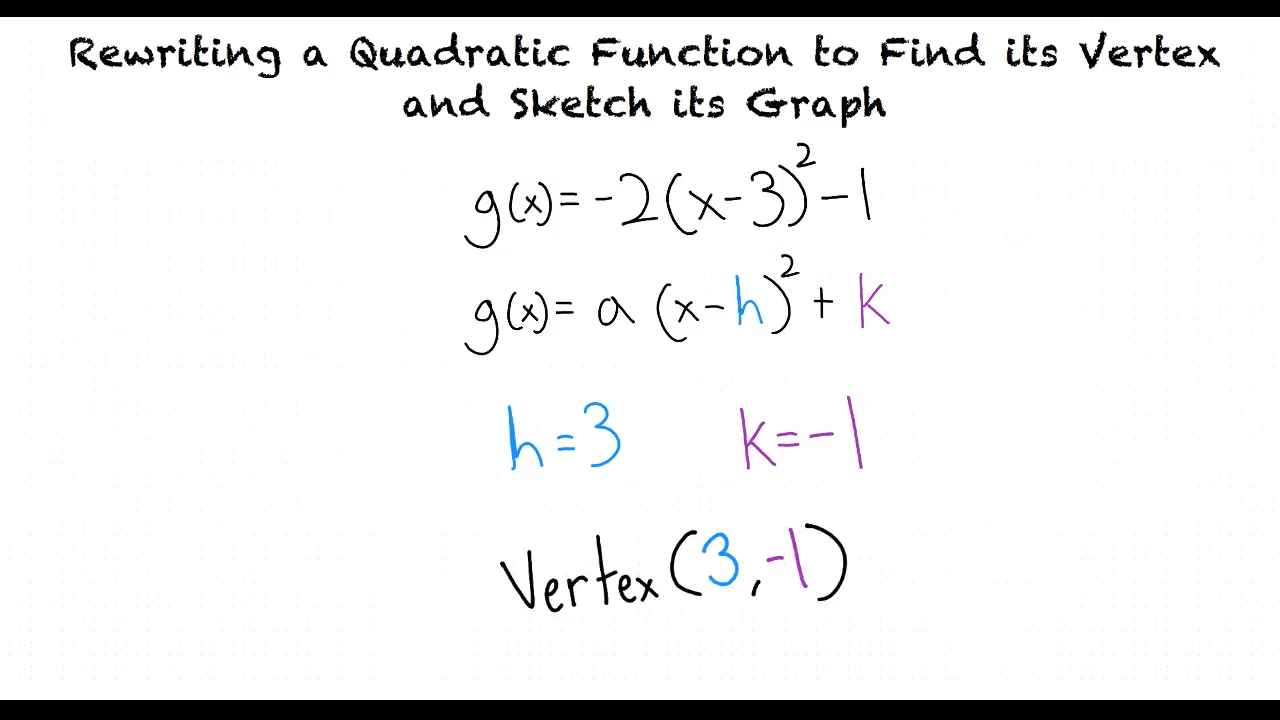 Rewriting a Quadratic Function to Find its Vertex
and Sketch its Graph
g(x)= -2(x-3)² -1
g(x)= a (x-h)² + k
h=3 k=-1
Vertex (3,-1)